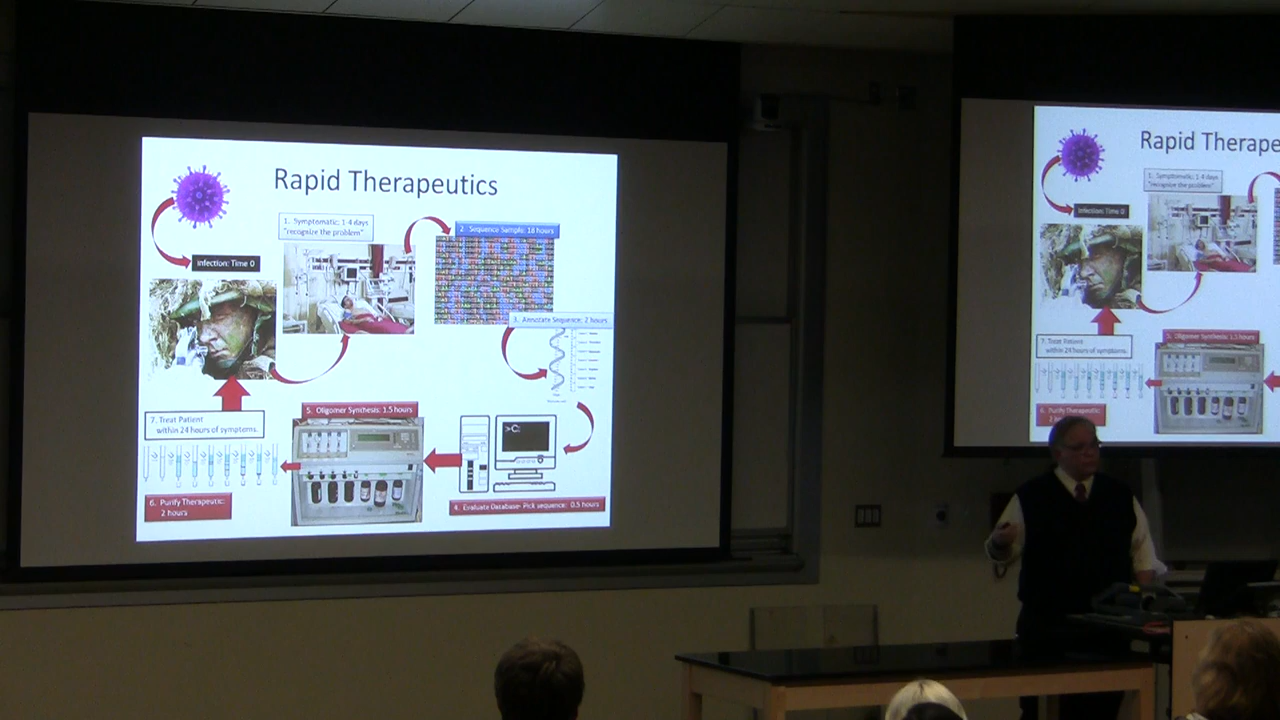 Rapid Therapeutics
Infection: Time 0
1. Symptomatic: 1-4 days
"recognize the problem"
2. Sequence Sample: 18 hours
3. Annotate Sequence: 2 hours
>C:
4. Evaluate Database- Pick sequence: 0.5 hours
5. Oligomer Synthesis: 1.5 hours
6. Purify Therapeutic:
2 hours
7. Treat Patient
within 24 hours of symptoms.
Rapid Therape
Infection: Time 0
1. Symptomatic: 1-4 days
"recognize the problem"
7. Treat Patient
within 24 hours of symptoms.
5. Oligomer Synthesis: 1.5 hours
6. Purify Therapeutic: